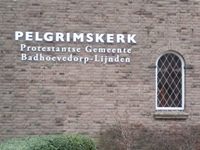 PELGRIMSKERK
Protestantse Gemeente
Badhoevedorp-Lijnden